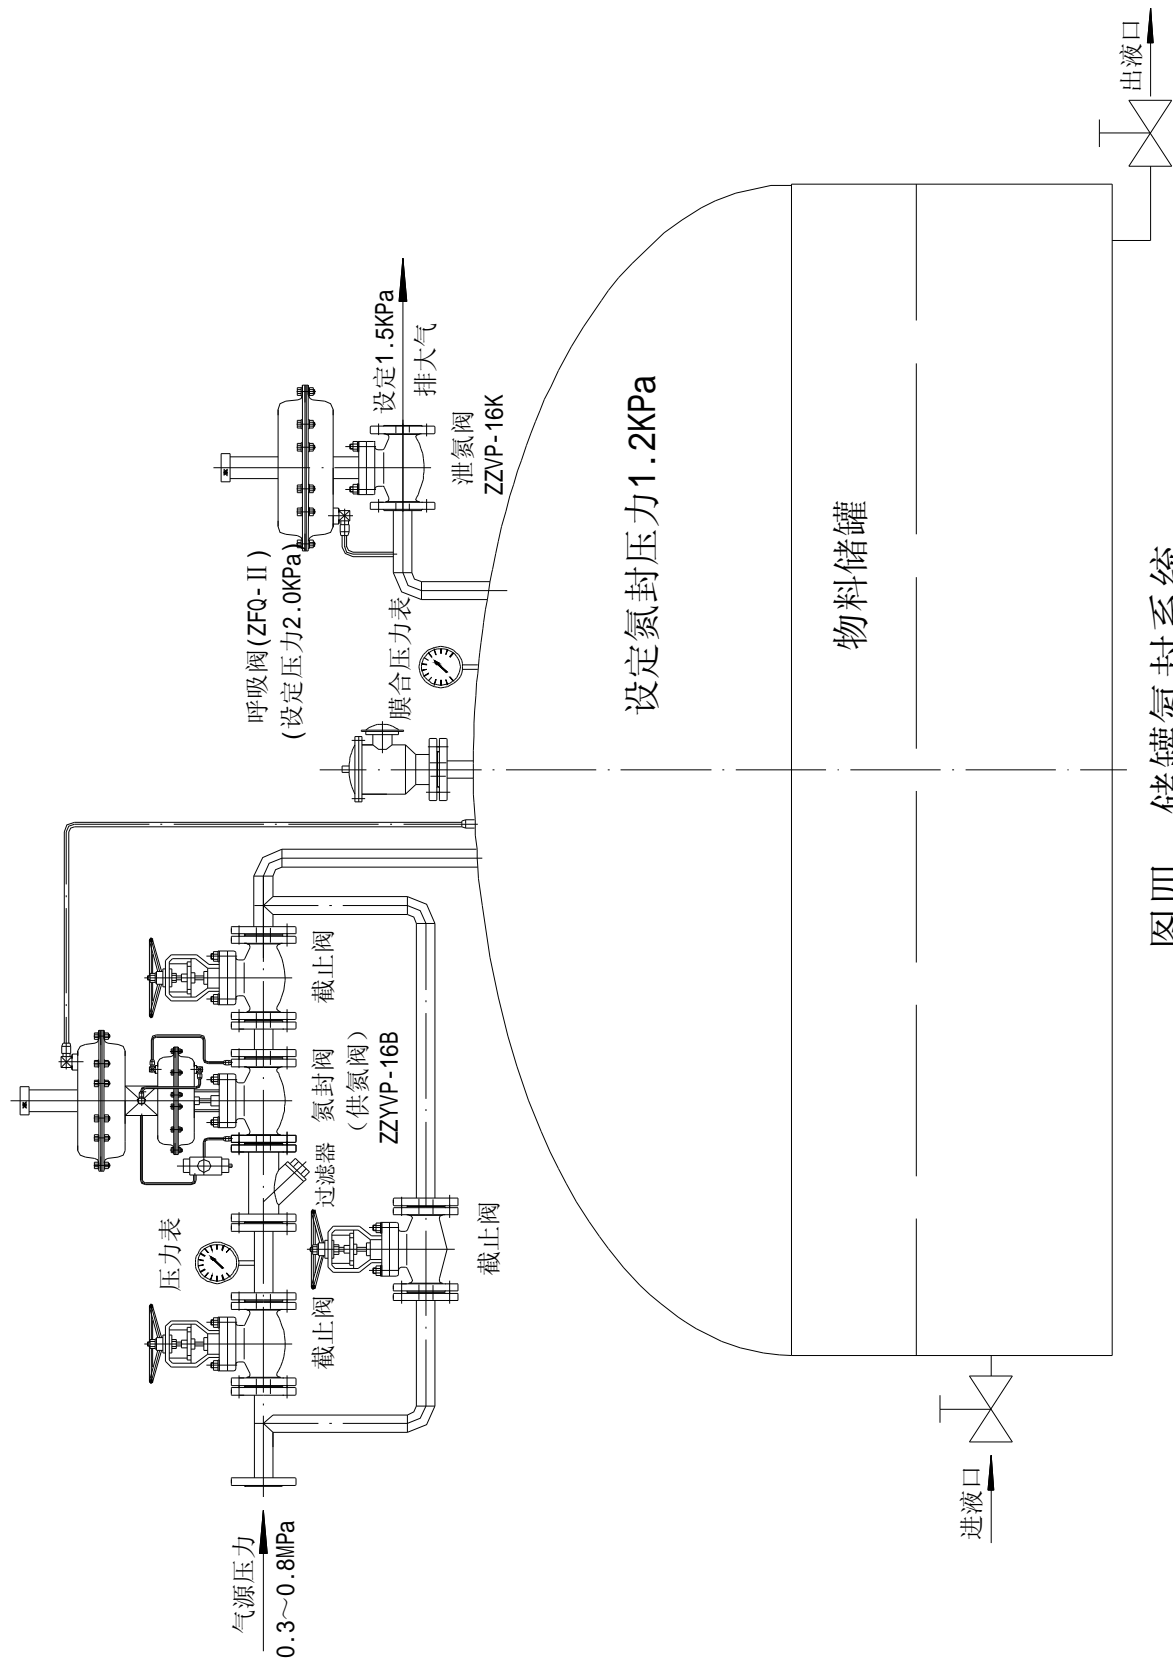 呼吸阀(ZFQ-Ⅱ)
(设定压力2.0KPa)
设定1.5KPa
排大气
泄氮阀
ZZVP-16K
膜合压力表
压力表
过滤器
氮封阀
（供氮阀）
ZZYVP-16B
截止阀
截止阀
截止阀
气源压力
0.3～0.8MPa
设定氮封压力1.2KPa
物料储罐
进液口
出液口
图四 储罐氮封系统